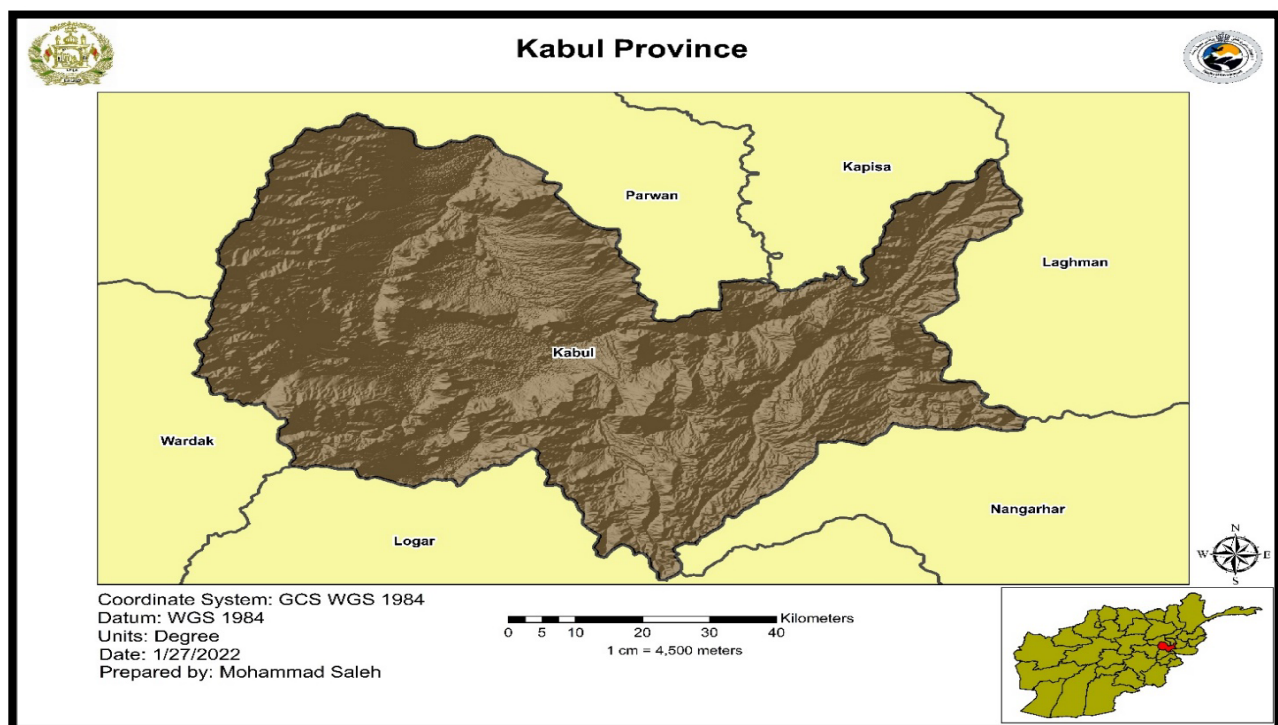 Kabul Province
Kapisa
Parwan
Laghman
Kabul
Wardak
Nangarhar
Logar
N
W E
S
Coordinate System: GCS WGS 1984
Datum: WGS 1984
Units: Degree
Date: 1/27/2022
Prepared by: Mohammad Saleh
Kilometers
0 5 10 20 30 40
1 cm = 4,500 meters